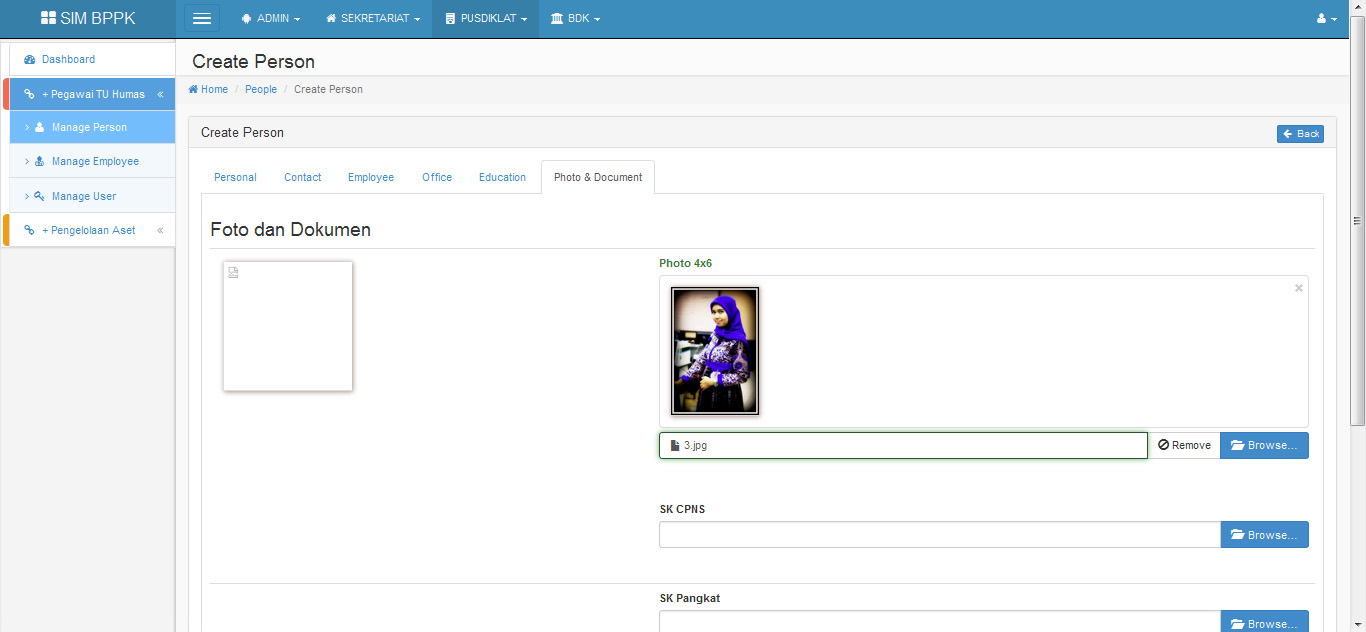 SIM BPPK
ADMIN
SEKRETARIAT
PUSDIKLAT
BDK
Dashboard
+ Pegawai TU Humas «
> Manage Person
> Manage Employee
> Manage User
+ Pengelolaan Aset «
Create Person
Home / People / Create Person
Create Person
Back
Personal
Contact
Employee
Office
Education
Photo & Document
Foto dan Dokumen
Photo 4x6
×
3.jpg
Remove
Browse...
SK CPNS
Browse...
SK Pangkat
Browse...